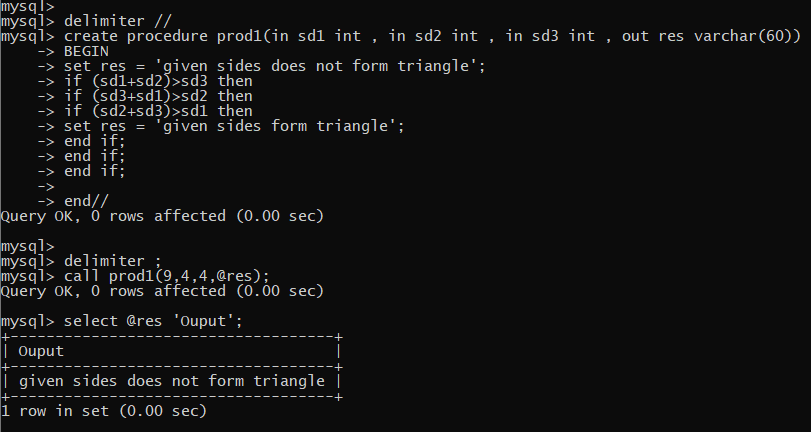 mysql>
mysql> delimiter //
mysql> create procedure prod1(in sd1 int , in sd2 int , in sd3 int , out res varchar(60))
    -> BEGIN
    -> set res = 'given sides does not form triangle';
    -> if (sd1+sd2)>sd3 then
    -> if (sd3+sd1)>sd2 then
    -> if (sd2+sd3)>sd1 then
    -> set res = 'given sides form triangle';
    -> end if;
    -> end if;
    -> end if;
    ->
    -> end//
Query OK, 0 rows affected (0.00 sec)

mysql>
mysql> delimiter ;
mysql> call prod1(9,4,4,@res);
Query OK, 0 rows affected (0.00 sec)

mysql> select @res 'Ouput';
+------------------------------------+
| Ouput                              |
+------------------------------------+
| given sides does not form triangle |
+------------------------------------+
1 row in set (0.00 sec)